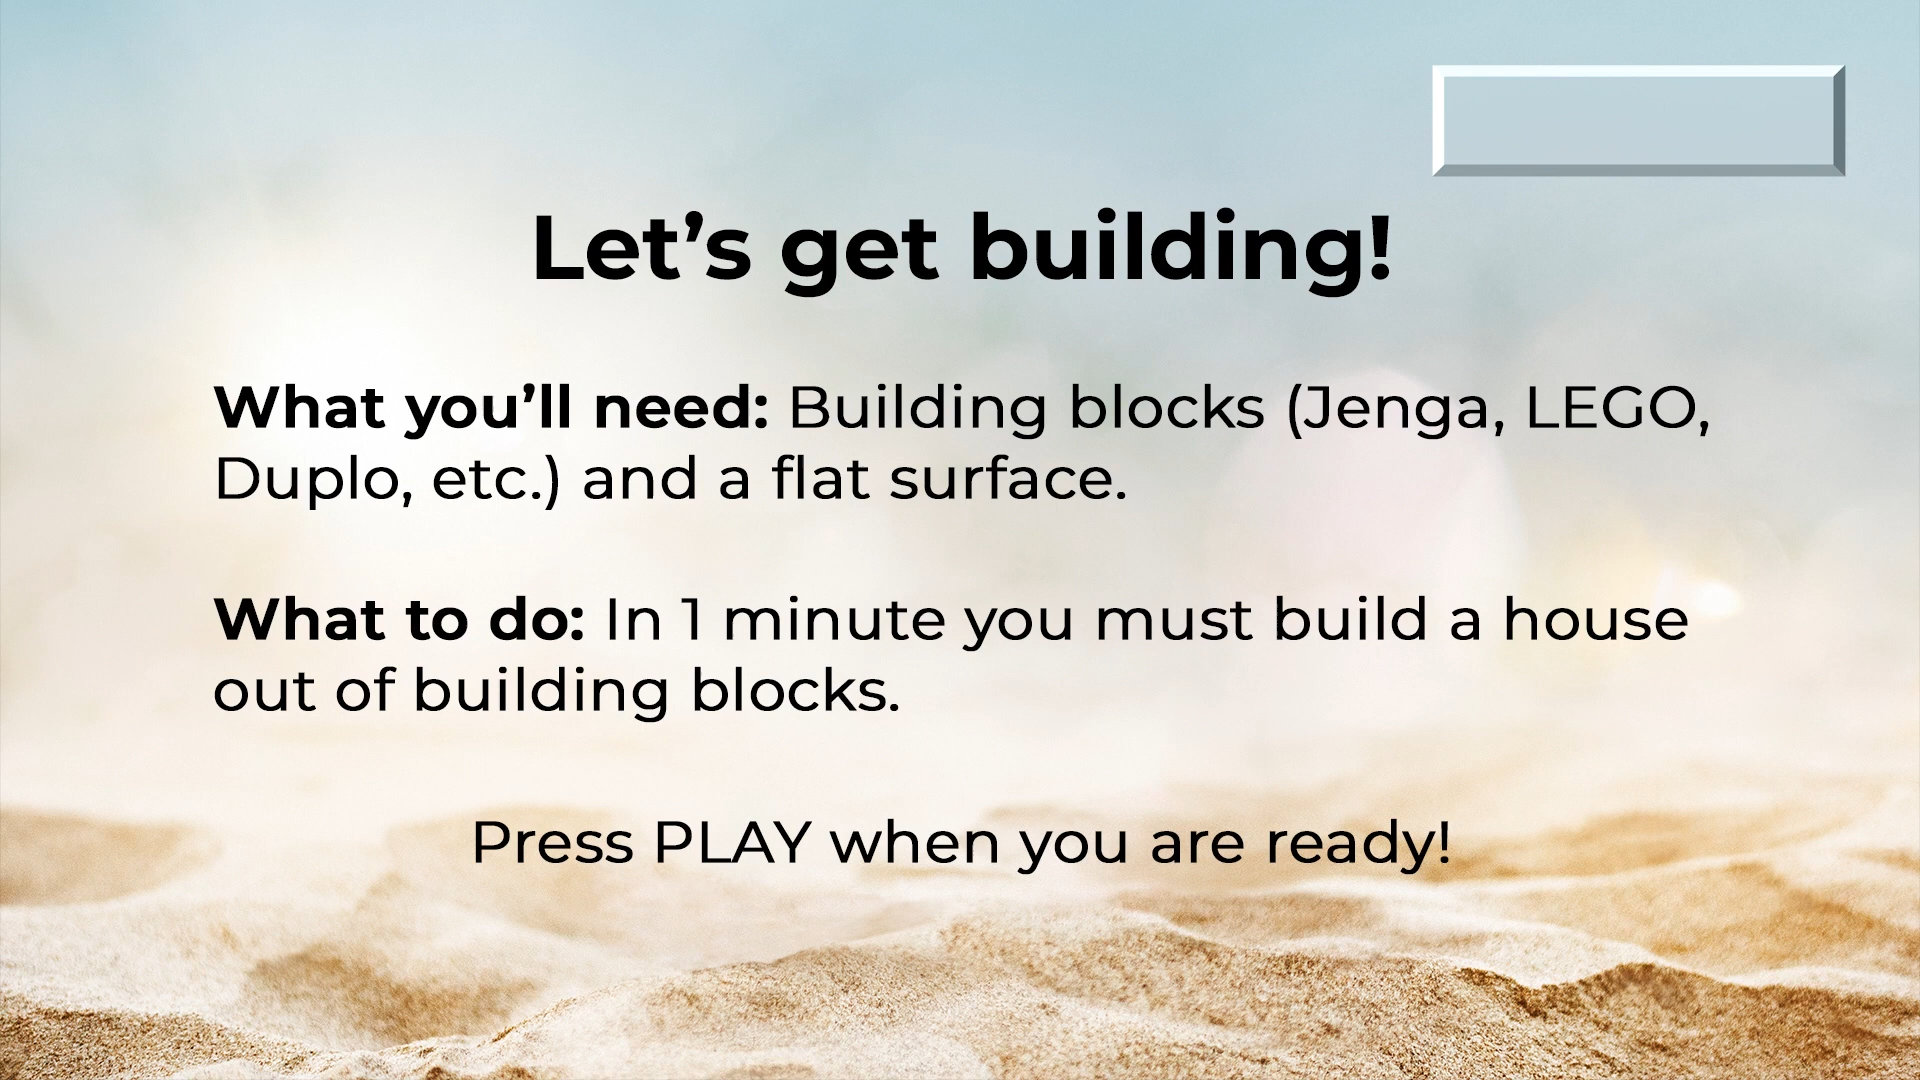 Let’s get building!
What you’ll need: Building blocks (Jenga, LEGO,
Duplo, etc.) and a flat surface.
What to do: In 1 minute you must build a house
out of building blocks.
Press PLAY when you are ready!